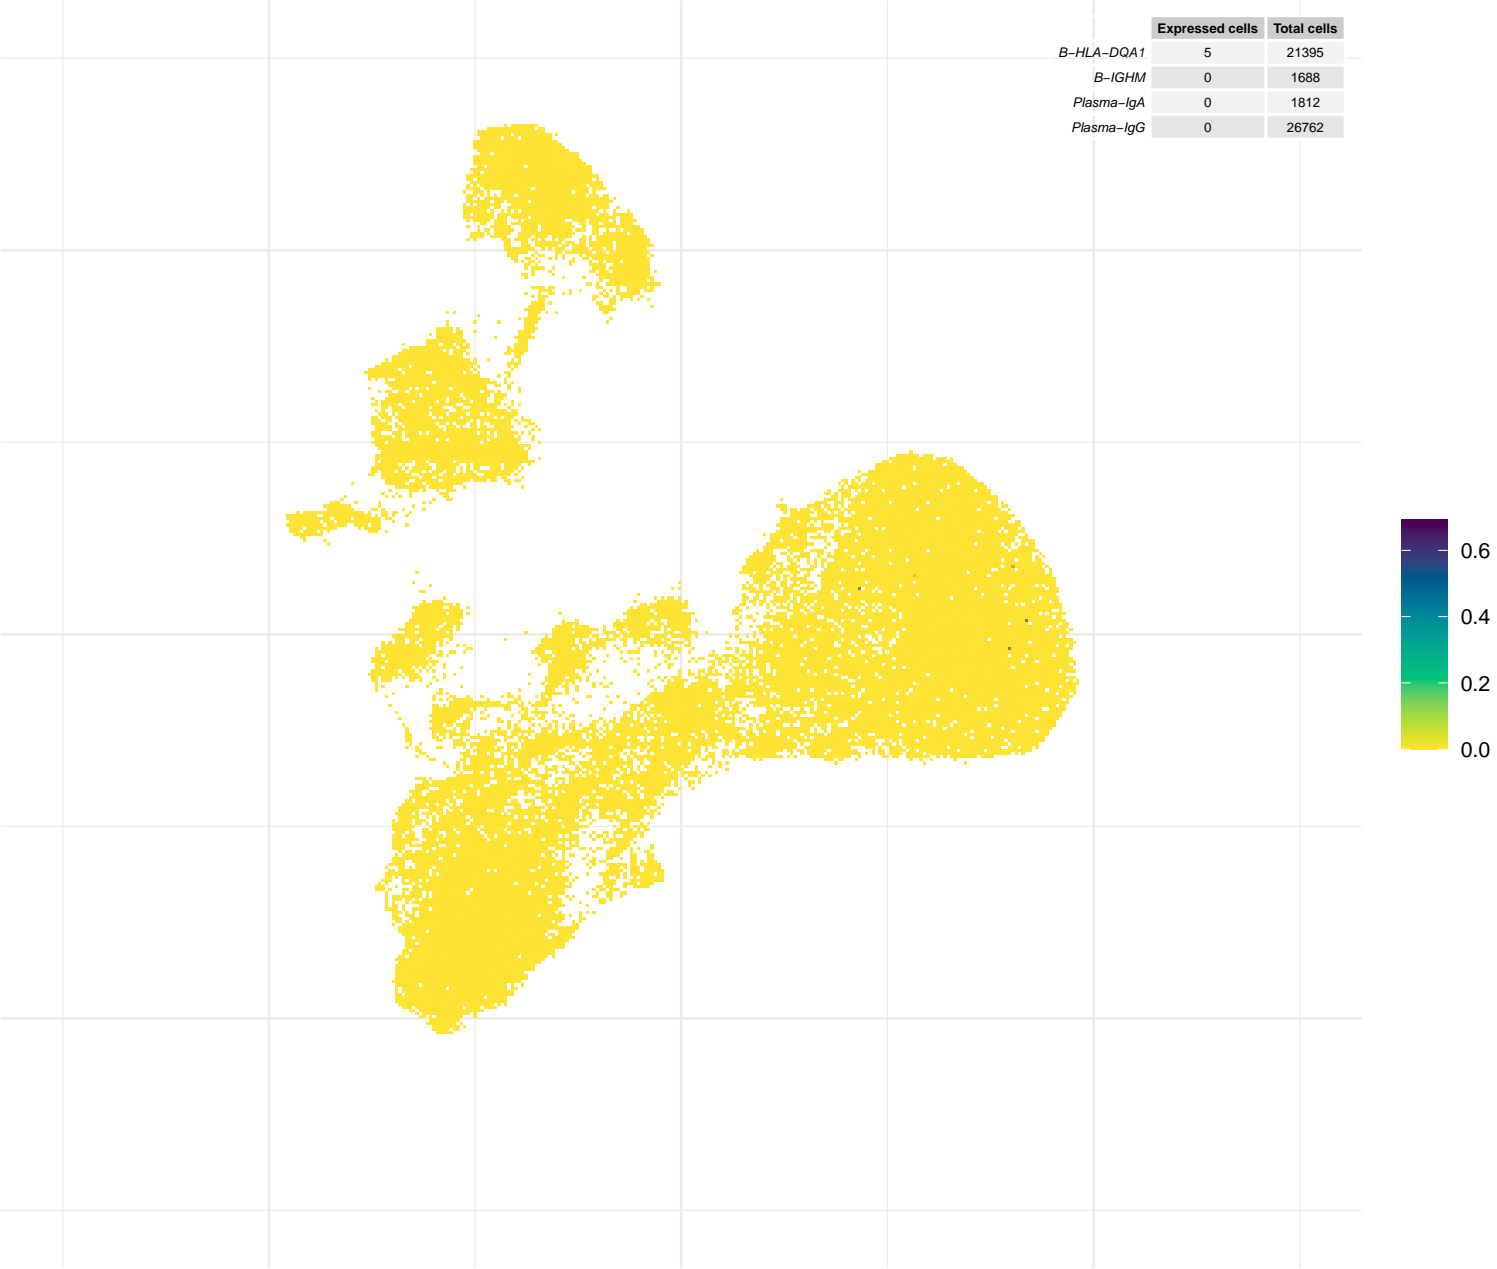 Expressed cells Total cells
B−HLA−DQA1 5 21395
B−IGHM 0 1688
Plasma−IgA 0 1812
Plasma−IgG 0 26762
0.6
0.4
0.2
0.0